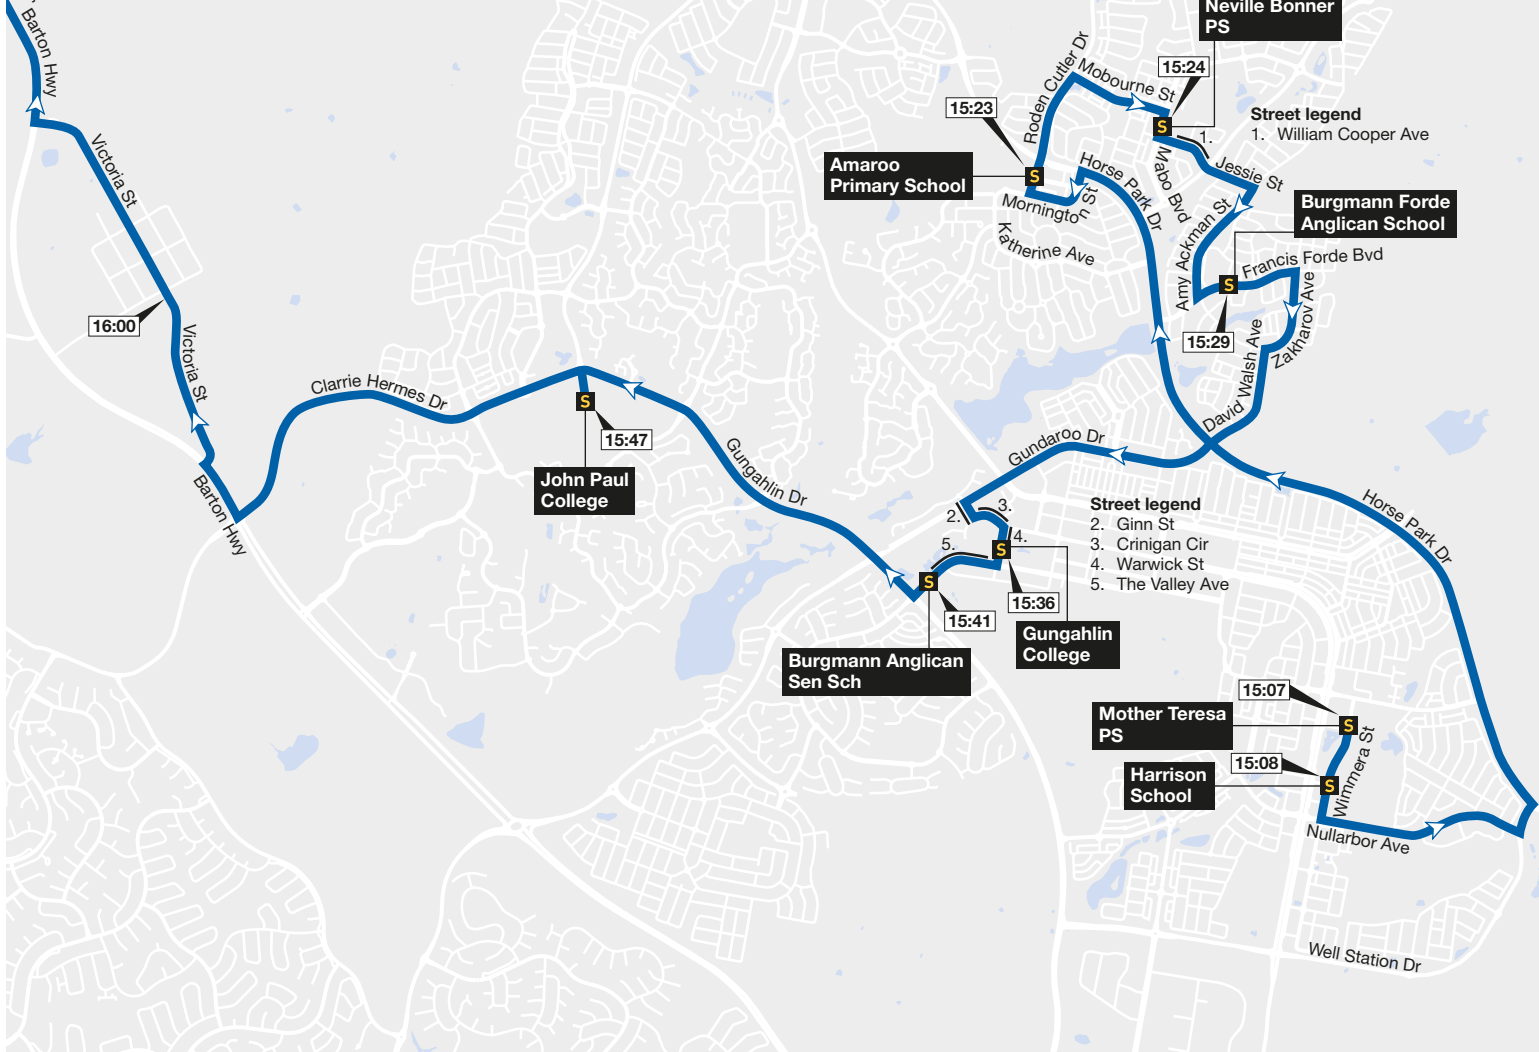 Neville Bonner
PS
Barton Hwy
Roden Cutler Dr
Mobourne St
15:24
15:23
Street legend
1. William Cooper Ave
1.
Victoria St
Amaroo
Primary School
Horse Park Dr
Mabo Bvd
Jessie St
Mornington St
Katherine Ave
Amy Ackman St
Burgmann Forde
Anglican School
Francis Forde Bvd
16:00
15:29
Zakharov Ave
David Walsh Ave
Victoria St
Clarrie Hermes Dr
15:47
John Paul
College
Gungahlin Dr
Gundaroo Dr
Barton Hwy
Horse Park Dr
2.
3.
4.
5.
Street legend
2. Ginn St
3. Crinigan Cir
4. Warwick St
5. The Valley Ave
15:36
15:41
Gungahlin
College
Burgmann Anglican
Sen Sch
15:07
Mother Teresa
PS
15:08
Harrison
School
Wimmera St
Nullarbor Ave
Well Station Dr
S
S
S
S
S
S
S
S